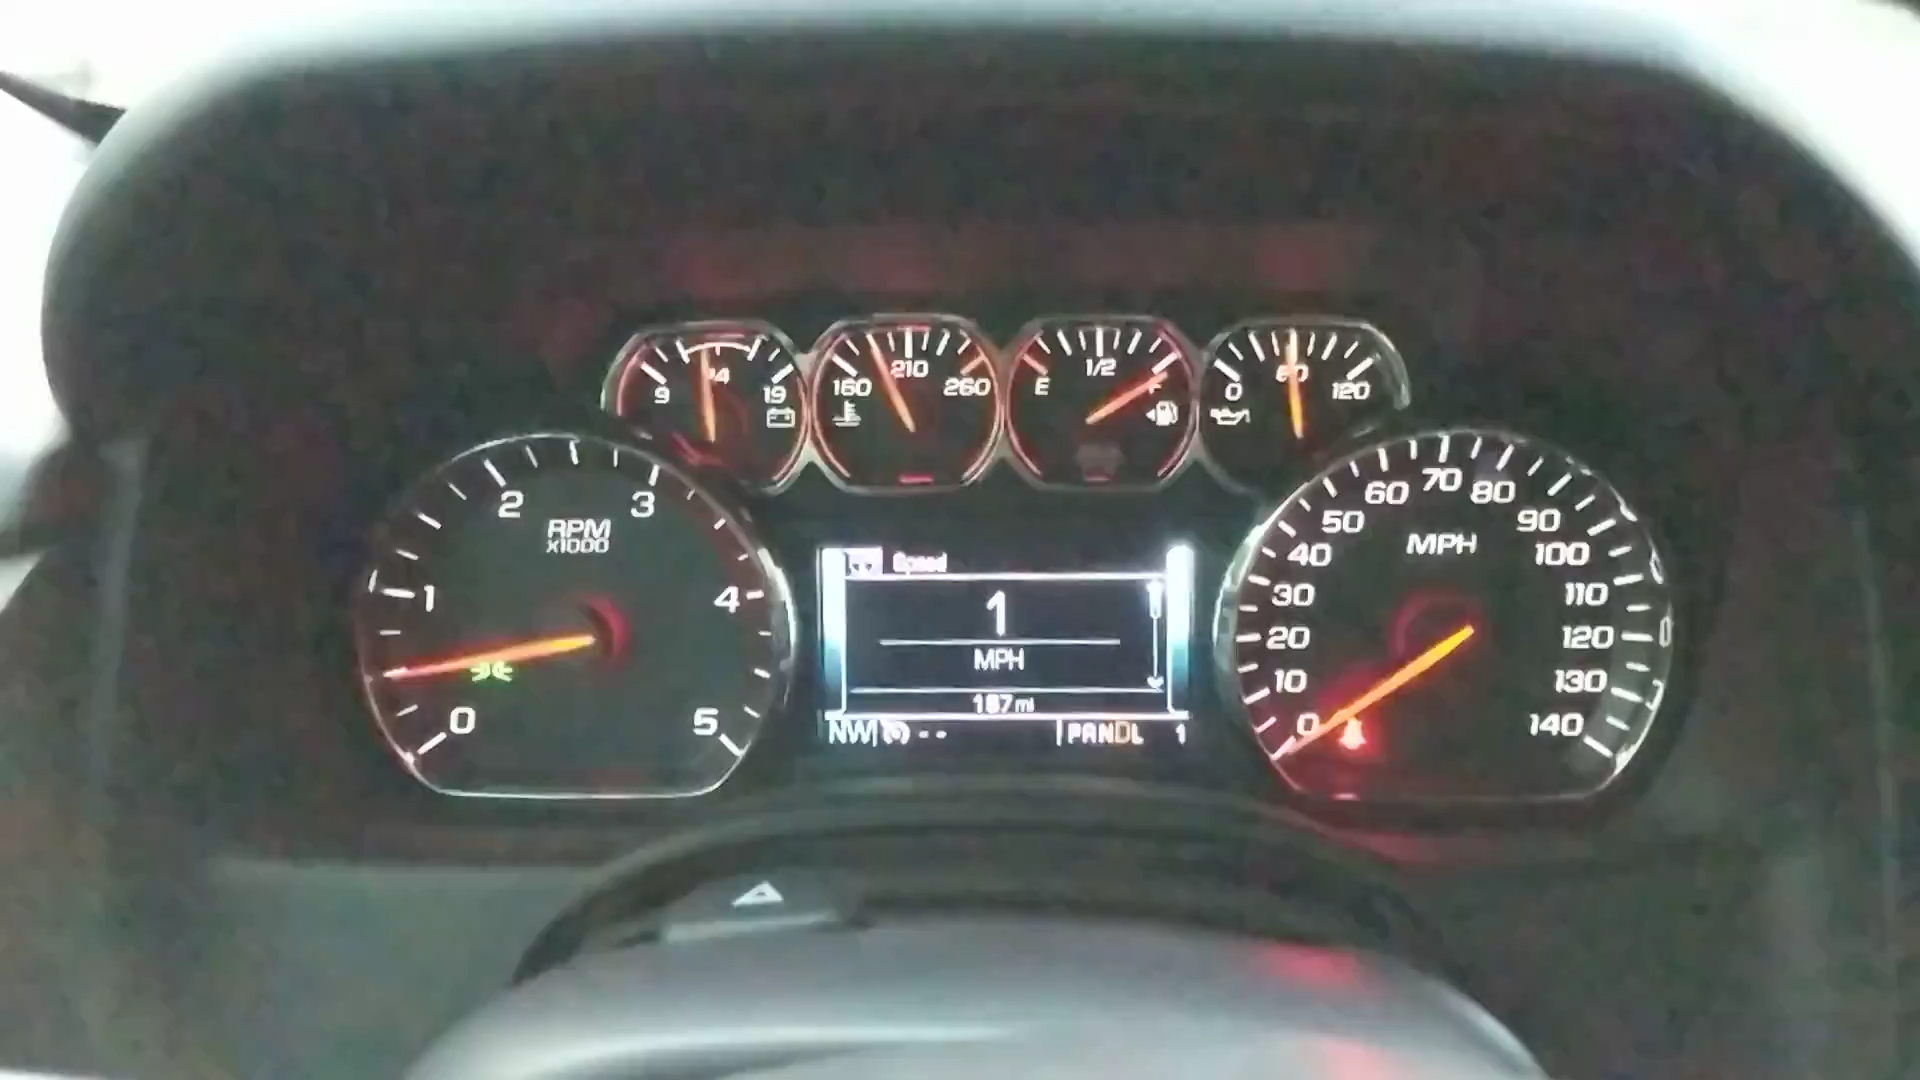 9 14 19
160 210 260
E 1/2 F
0 60 120
0 1 2 3 4 5
RPM
x1000
Speed
1
MPH
187 mi
NW -- PRNDL 1
0 10 20 30 40 50 60 70 80 90 100 110 120 130 140
MPH